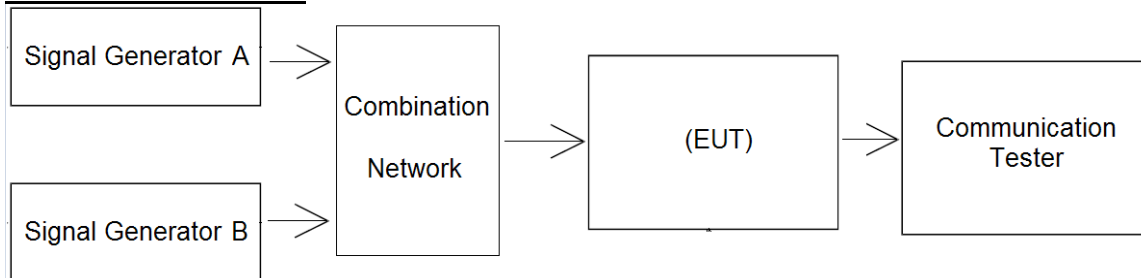 Signal Generator A
Combination
Network
(EUT)
Communication
Tester
Signal Generator B